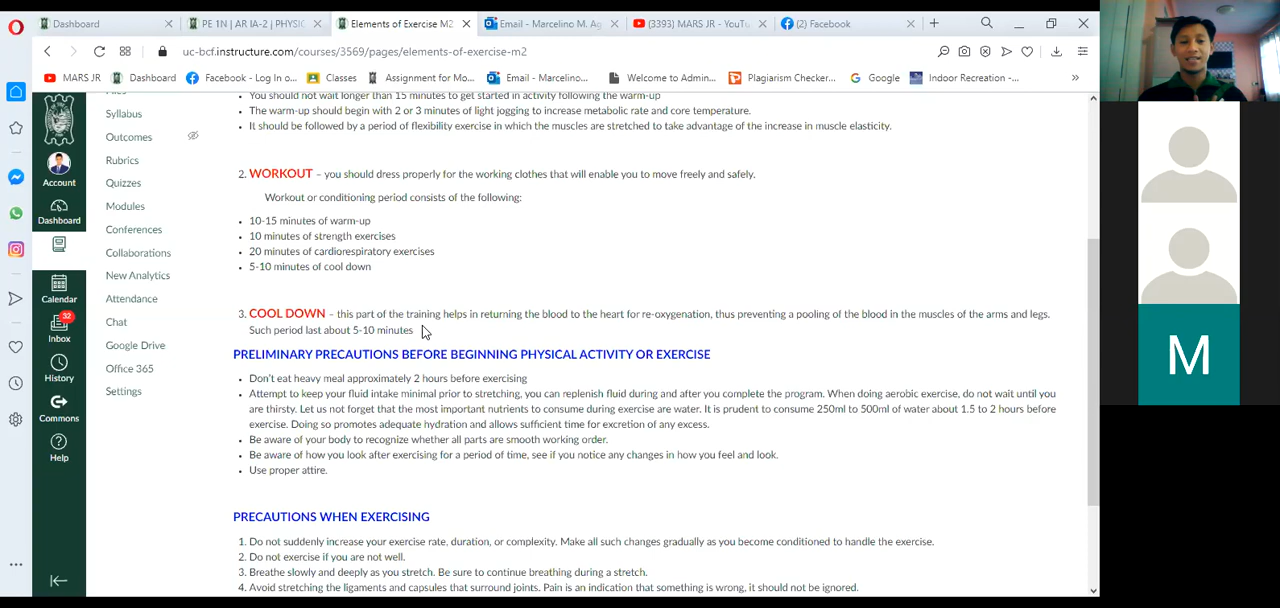 Dashboard
PE 1N | AR IA-2 | PHYSIC
Elements of Exercise M2
Email - Marcelino M. Ag
(3393) MARS JR - YouTu
(2) Facebook
uc-bcf.instructure.com/courses/3569/pages/elements-of-exercise-m2
MARS JR
Dashboard
Facebook - Log In o...
Classes
Assignment for Mo...
Email - Marcelino...
Welcome to Admin...
Plagiarism Checker...
Google
Indoor Recreation -...
»
Account
Dashboard
Calendar
32
Inbox
History
Commons
Help
Files
Syllabus
Outcomes
Rubrics
Quizzes
Modules
Conferences
Collaborations
New Analytics
Attendance
Chat
Google Drive
Office 365
Settings
• You should not wait longer than 15 minutes to get started in activity following the warm-up
• The warm-up should begin with 2 or 3 minutes of light jogging to increase metabolic rate and core temperature.
• It should be followed by a period of flexibility exercise in which the muscles are stretched to take advantage of the increase in muscle elasticity.
2. WORKOUT – you should dress properly for the working clothes that will enable you to move freely and safely.
Workout or conditioning period consists of the following:
• 10-15 minutes of warm-up
• 10 minutes of strength exercises
• 20 minutes of cardiorespiratory exercises
• 5-10 minutes of cool down
3. COOL DOWN – this part of the training helps in returning the blood to the heart for re-oxygenation, thus preventing a pooling of the blood in the muscles of the arms and legs.
Such period last about 5-10 minutes
PRELIMINARY PRECAUTIONS BEFORE BEGINNING PHYSICAL ACTIVITY OR EXERCISE
• Don't eat heavy meal approximately 2 hours before exercising
• Attempt to keep your fluid intake minimal prior to stretching, you can replenish fluid during and after you complete the program. When doing aerobic exercise, do not wait until you
are thirsty. Let us not forget that the most important nutrients to consume during exercise are water. It is prudent to consume 250ml to 500ml of water about 1.5 to 2 hours before
exercise. Doing so promotes adequate hydration and allows sufficient time for excretion of any excess.
• Be aware of your body to recognize whether all parts are smooth working order.
• Be aware of how you look after exercising for a period of time, see if you notice any changes in how you feel and look.
• Use proper attire.
PRECAUTIONS WHEN EXERCISING
1. Do not suddenly increase your exercise rate, duration, or complexity. Make all such changes gradually as you become conditioned to handle the exercise.
2. Do not exercise if you are not well.
3. Breathe slowly and deeply as you stretch. Be sure to continue breathing during a stretch.
4. Avoid stretching the ligaments and capsules that surround joints. Pain is an indication that something is wrong, it should not be ignored.
M